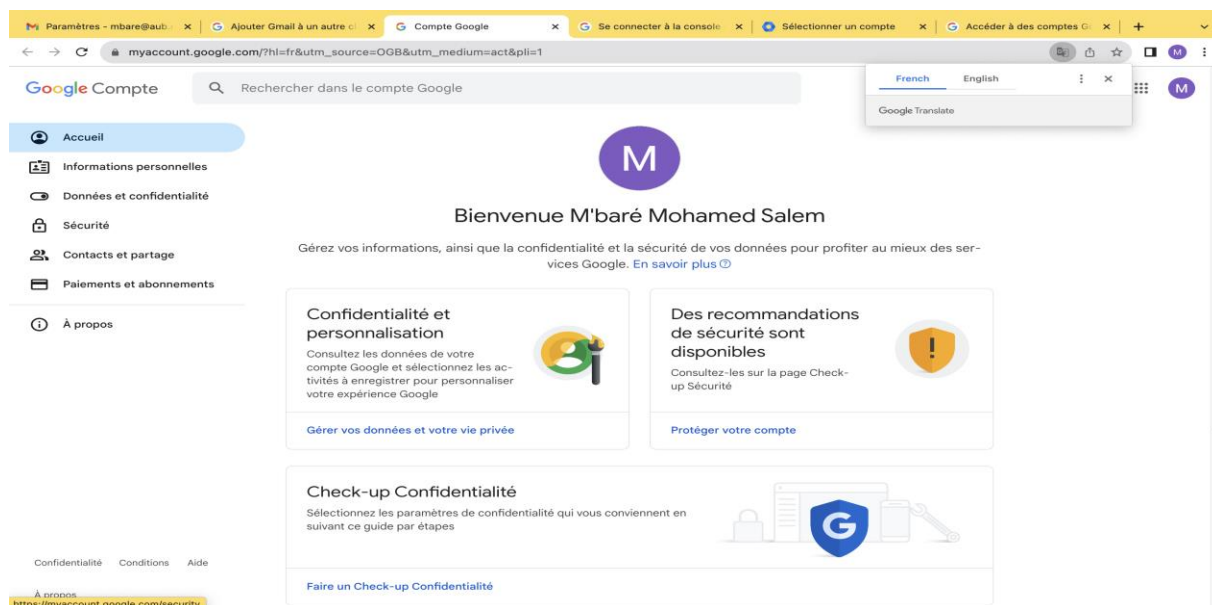 Paramètres - mbare@aub.
Ajouter Gmail à un autre cl
Compte Google
Se connecter à la console
Sélectionner un compte
Accéder à des comptes G
myaccount.google.com/?hl=fr&utm_source=OGB&utm_medium=act&pli=1
M
Google Compte
Rechercher dans le compte Google
French English
Google Translate
M
Accueil
Informations personnelles
Données et confidentialité
Sécurité
Contacts et partage
Paiements et abonnements
À propos
M
Bienvenue M'baré Mohamed Salem
Gérez vos informations, ainsi que la confidentialité et la sécurité de vos données pour profiter au mieux des ser-
vices Google. En savoir plus
Confidentialité et
personnalisation
Consultez les données de votre
compte Google et sélectionnez les ac-
tivités à enregistrer pour personnaliser
votre expérience Google
Gérer vos données et votre vie privée
Des recommandations
de sécurité sont
disponibles
Consultez-les sur la page Check-
up Sécurité
Protéger votre compte
Check-up Confidentialité
Sélectionnez les paramètres de confidentialité qui vous conviennent en
suivant ce guide par étapes
G
Faire un Check-up Confidentialité
Confidentialité Conditions Aide
À propos
https://myaccount.google.com/security